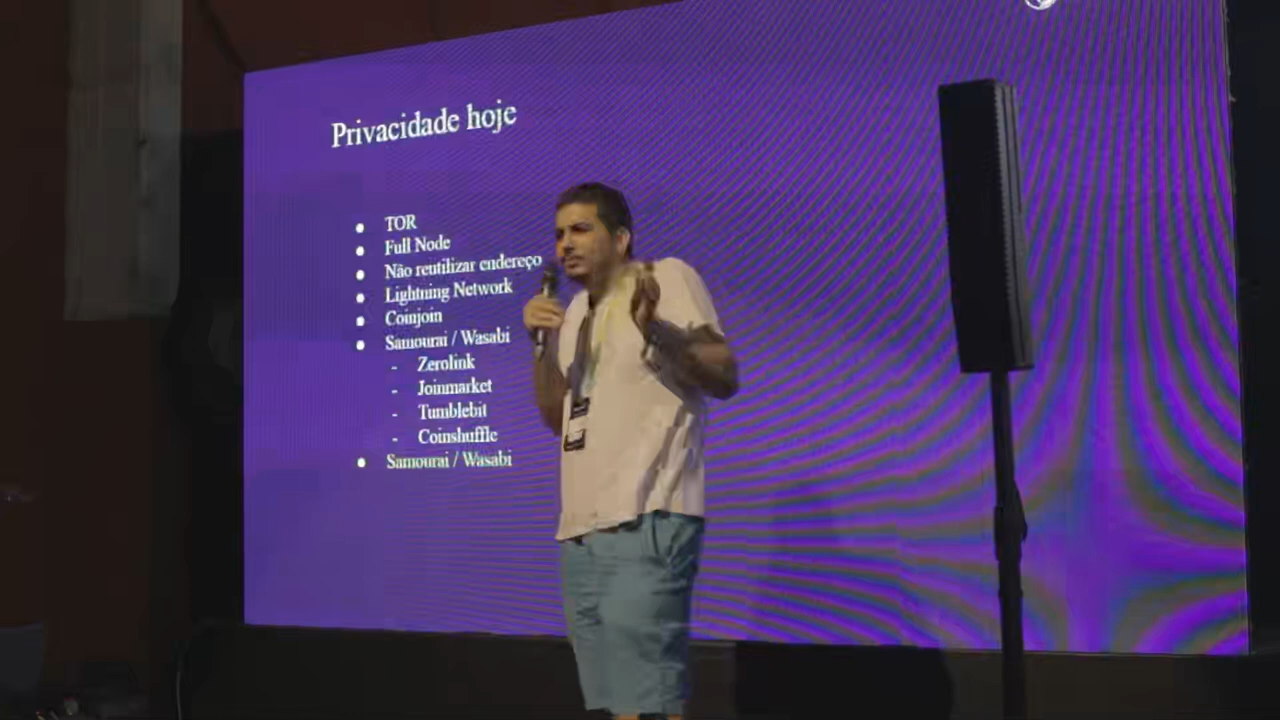 Privacidade hoje
● TOR
● Full Node
● Não reutilizar endereço
● Lightning Network
● Coinjoin
● Samourai / Wasabi
- Zerolink
- Joinmarket
- Tumblebit
- Coinshuffle
● Samourai / Wasabi